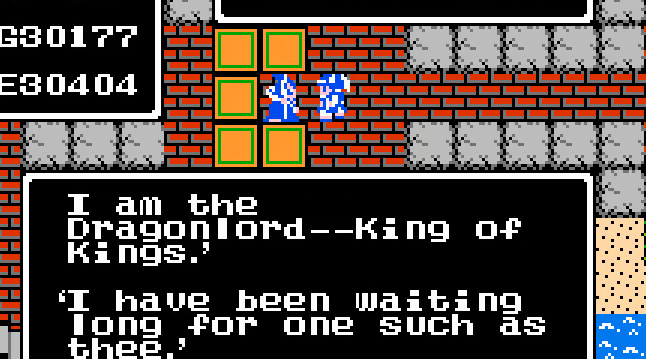 G30177
E30404
I am the
Dragonlord--King of
Kings.’
‘I have been waiting
long for one such as
thee.’